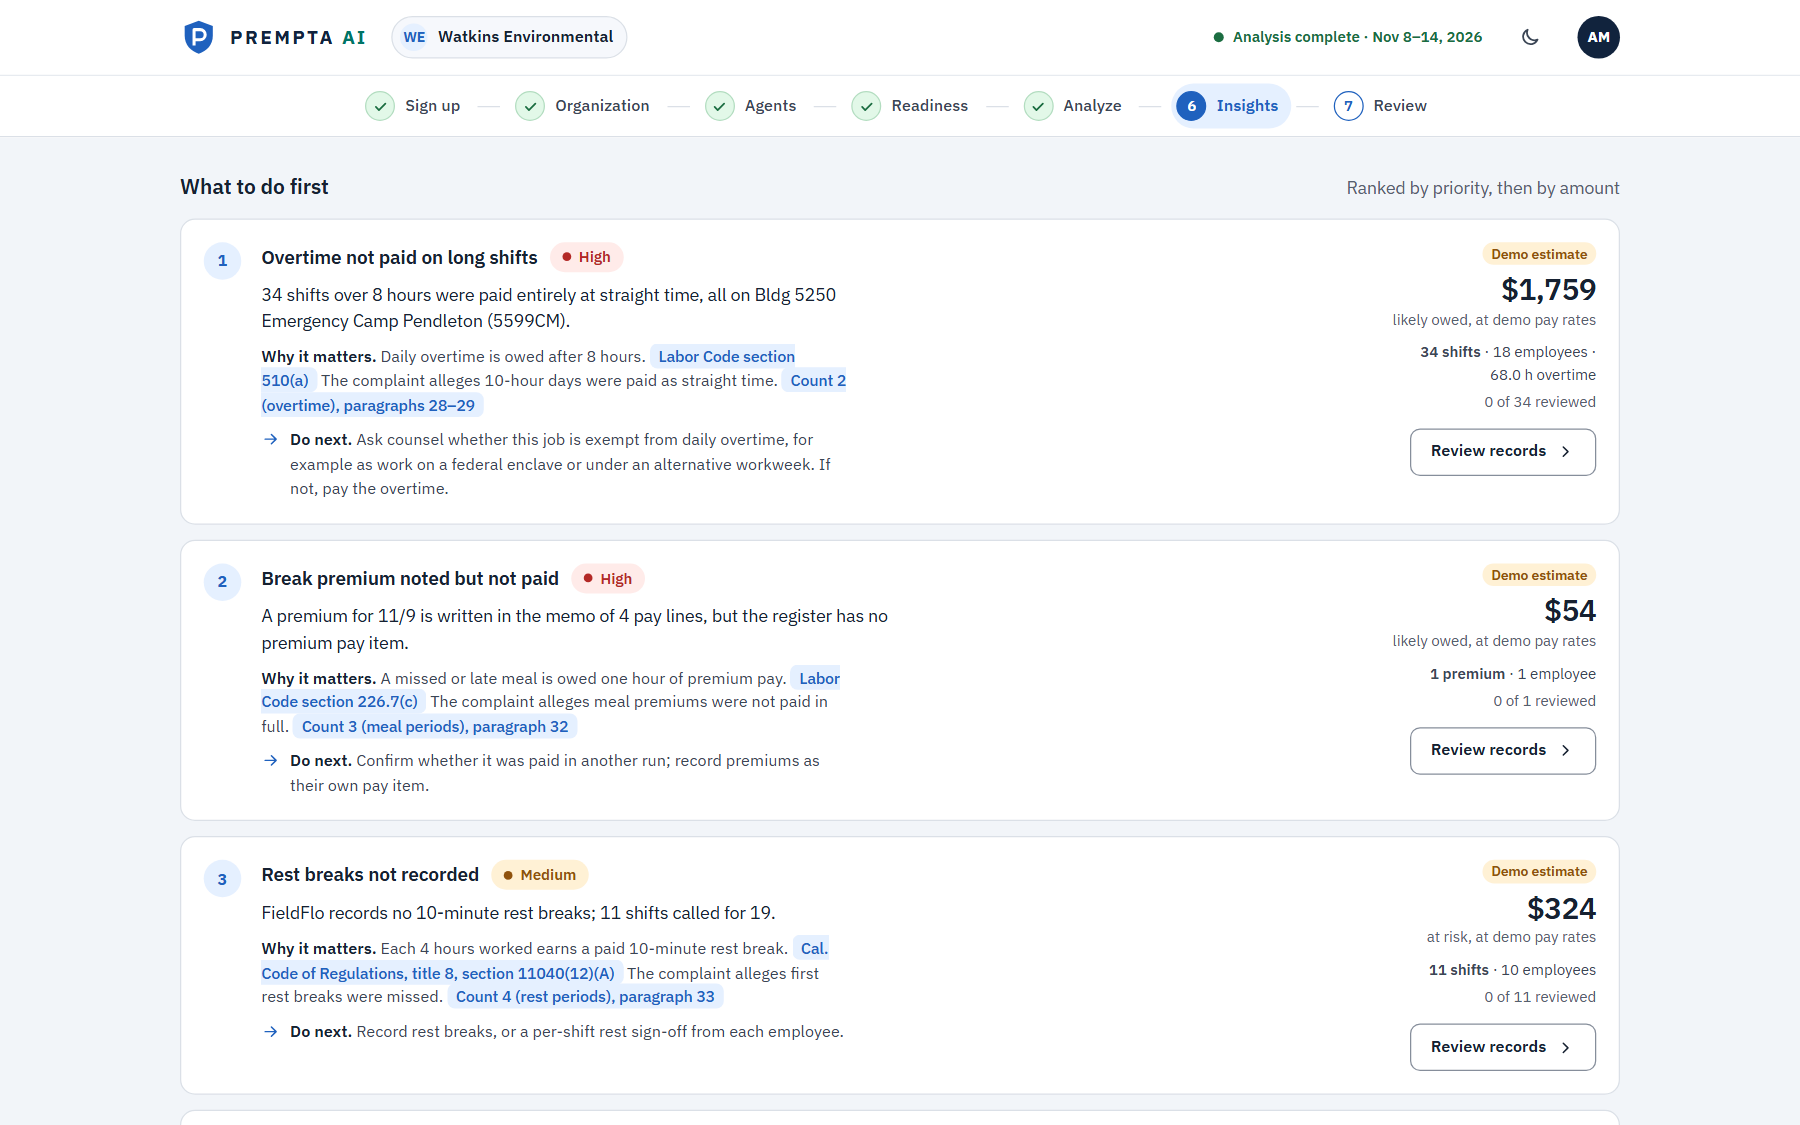 PREMPTA AI
WE Watkins Environmental
Analysis complete · Nov 8–14, 2026
AM
Sign up
Organization
Agents
Readiness
Analyze
6 Insights
7 Review
What to do first
Ranked by priority, then by amount
1
Overtime not paid on long shifts
High
34 shifts over 8 hours were paid entirely at straight time, all on Bldg 5250
Emergency Camp Pendleton (5599CM).
Why it matters. Daily overtime is owed after 8 hours. Labor Code section
510(a) The complaint alleges 10-hour days were paid as straight time. Count 2
(overtime), paragraphs 28–29
→ Do next. Ask counsel whether this job is exempt from daily overtime, for
example as work on a federal enclave or under an alternative workweek. If
not, pay the overtime.
Demo estimate
$1,759
likely owed, at demo pay rates
34 shifts · 18 employees ·
68.0 h overtime
0 of 34 reviewed
Review records
2
Break premium noted but not paid
High
A premium for 11/9 is written in the memo of 4 pay lines, but the register has no
premium pay item.
Why it matters. A missed or late meal is owed one hour of premium pay. Labor
Code section 226.7(c) The complaint alleges meal premiums were not paid in
full. Count 3 (meal periods), paragraph 32
→ Do next. Confirm whether it was paid in another run; record premiums as
their own pay item.
Demo estimate
$54
likely owed, at demo pay rates
1 premium · 1 employee
0 of 1 reviewed
Review records
3
Rest breaks not recorded
Medium
FieldFlo records no 10-minute rest breaks; 11 shifts called for 19.
Why it matters. Each 4 hours worked earns a paid 10-minute rest break. Cal.
Code of Regulations, title 8, section 11040(12)(A) The complaint alleges first
rest breaks were missed. Count 4 (rest periods), paragraph 33
→ Do next. Record rest breaks, or a per-shift rest sign-off from each employee.
Demo estimate
$324
at risk, at demo pay rates
11 shifts · 10 employees
0 of 11 reviewed
Review records